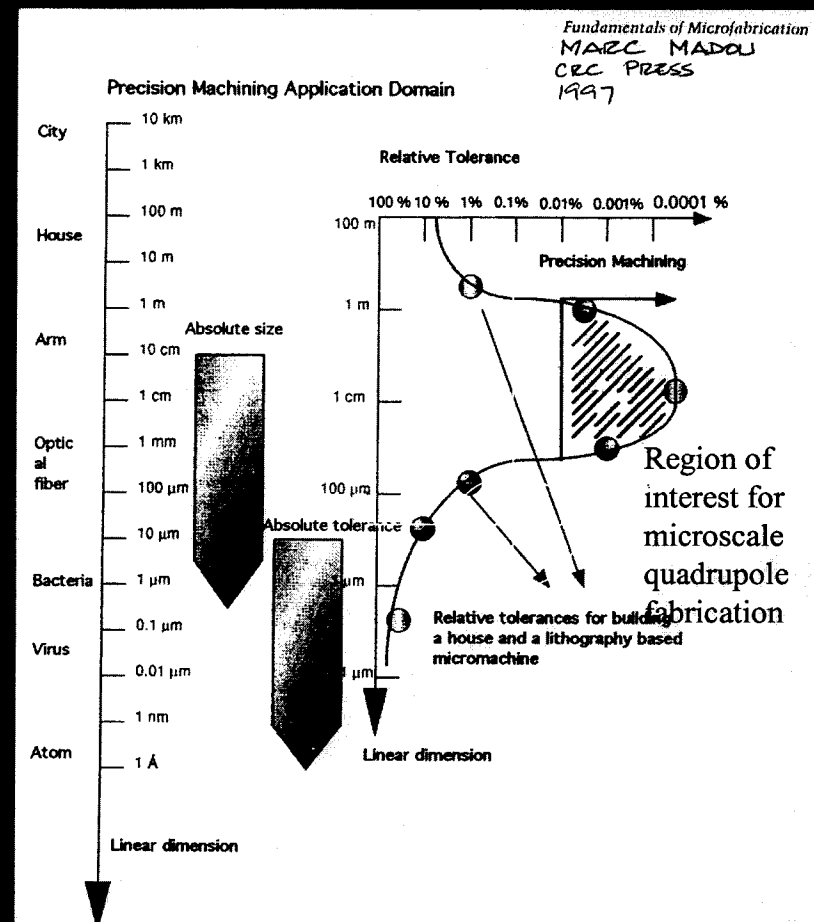 Fundamentals of Microfabrication
MARC MADOU
CRC PRESS
1997
Precision Machining Application Domain
City
House
Arm
Optic
al
fiber
Bacteria
Virus
Atom
10 km
1 km
100 m
10 m
1 m
10 cm
1 cm
1 mm
100 µm
10 µm
1 µm
0.1 µm
0.01 µm
1 nm
1 Å
Linear dimension
Absolute size
Absolute tolerance
Relative Tolerance
100 % 10 % 1% 0.1% 0.01% 0.001% 0.0001 %
%
100 m
1 m
1 cm
100 µm
µm
µm
Linear dimension
Precision Machining
Region of
interest for
microscale
quadrupole
fabrication
Relative tolerances for building
a house and a lithography based
micromachine